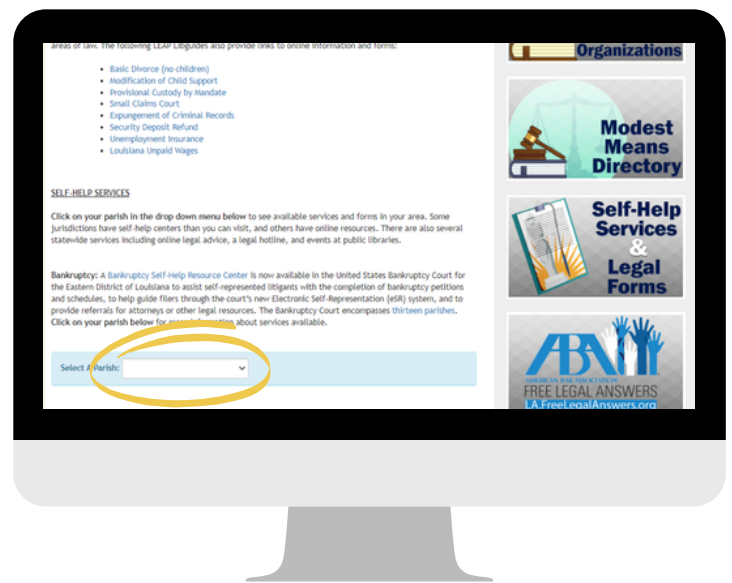 areas of law. The following LEAP Libguides also provide links to online information and forms:
Basic Divorce (no children)
Modification of Child Support
Provisional Custody by Mandate
Small Claims Court
Expungement of Criminal Records
Security Deposit Refund
Unemployment Insurance
Louisiana Unpaid Wages
SELF-HELP SERVICES
Click on your parish in the drop down menu below to see available services and forms in your area. Some
jurisdictions have self-help centers than you can visit, and others have online resources. There are also several
statewide services including online legal advice, a legal hotline, and events at public libraries.
Bankruptcy: A Bankruptcy Self-Help Resource Center is now available in the United States Bankruptcy Court for
the Eastern District of Louisiana to assist self-represented litigants with the completion of bankruptcy petitions
and schedules, to help guide filers through the court's new Electronic Self-Representation (eSR) system, and to
provide referrals for attorneys or other legal resources. The Bankruptcy Court encompasses thirteen parishes.
Click on your parish below for more information about services available.
Select A Parish:
Organizations
Modest
Means
Directory
Self-Help
Services
&
Legal
Forms
ABA
AMERICAN BAR ASSOCIATION
FREE LEGAL ANSWERS
LA.FreeLegalAnswers.org